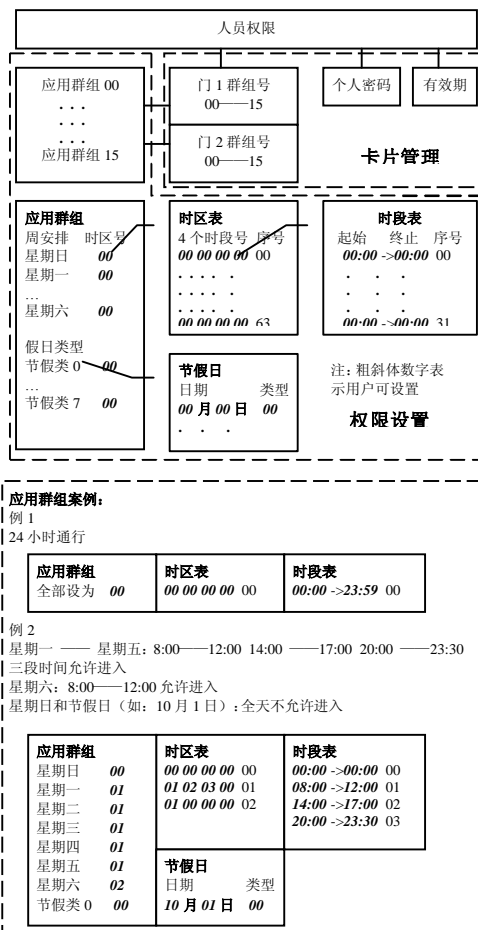 人员权限
应用群组 00
. . .
. . .
. . .
应用群组 15
门 1 群组号
00——15
门 2 群组号
00——15
个人密码
有效期
卡片管理
应用群组
周安排 时区号
星期日 00
星期一 00
...
星期六 00
假日类型
节假类 0 00
...
节假类 7 00
时区表
4 个时段号 序号
00 00 00 00 00
. . . . .
. . . . .
00 00 00 00 63
时段表
起始 终止 序号
00:00 ->00:00 00
. . .
. . .
00:00 ->00:00 31
节假日
日期 类型
00 月 00 日 00
. . .
注:粗斜体数字表
示用户可设置
权限设置
应用群组案例:
例 1
24 小时通行
应用群组
全部设为 00
时区表
00 00 00 00 00
时段表
00:00 ->23:59 00
例 2
星期一 —— 星期五:8:00——12:00 14:00 ——17:00 20:00 ——23:30
三段时间允许进入
星期六:8:00——12:00 允许进入
星期日和节假日(如:10 月 1 日):全天不允许进入
应用群组
星期日 00
星期一 01
星期二 01
星期三 01
星期四 01
星期五 01
星期六 02
节假类 0 00
时区表
00 00 00 00 00
01 02 03 00 01
01 00 00 00 02
时段表
00:00 ->00:00 00
08:00 ->12:00 01
14:00 ->17:00 02
20:00 ->23:30 03
节假日
日期 类型
10 月 01 日 00